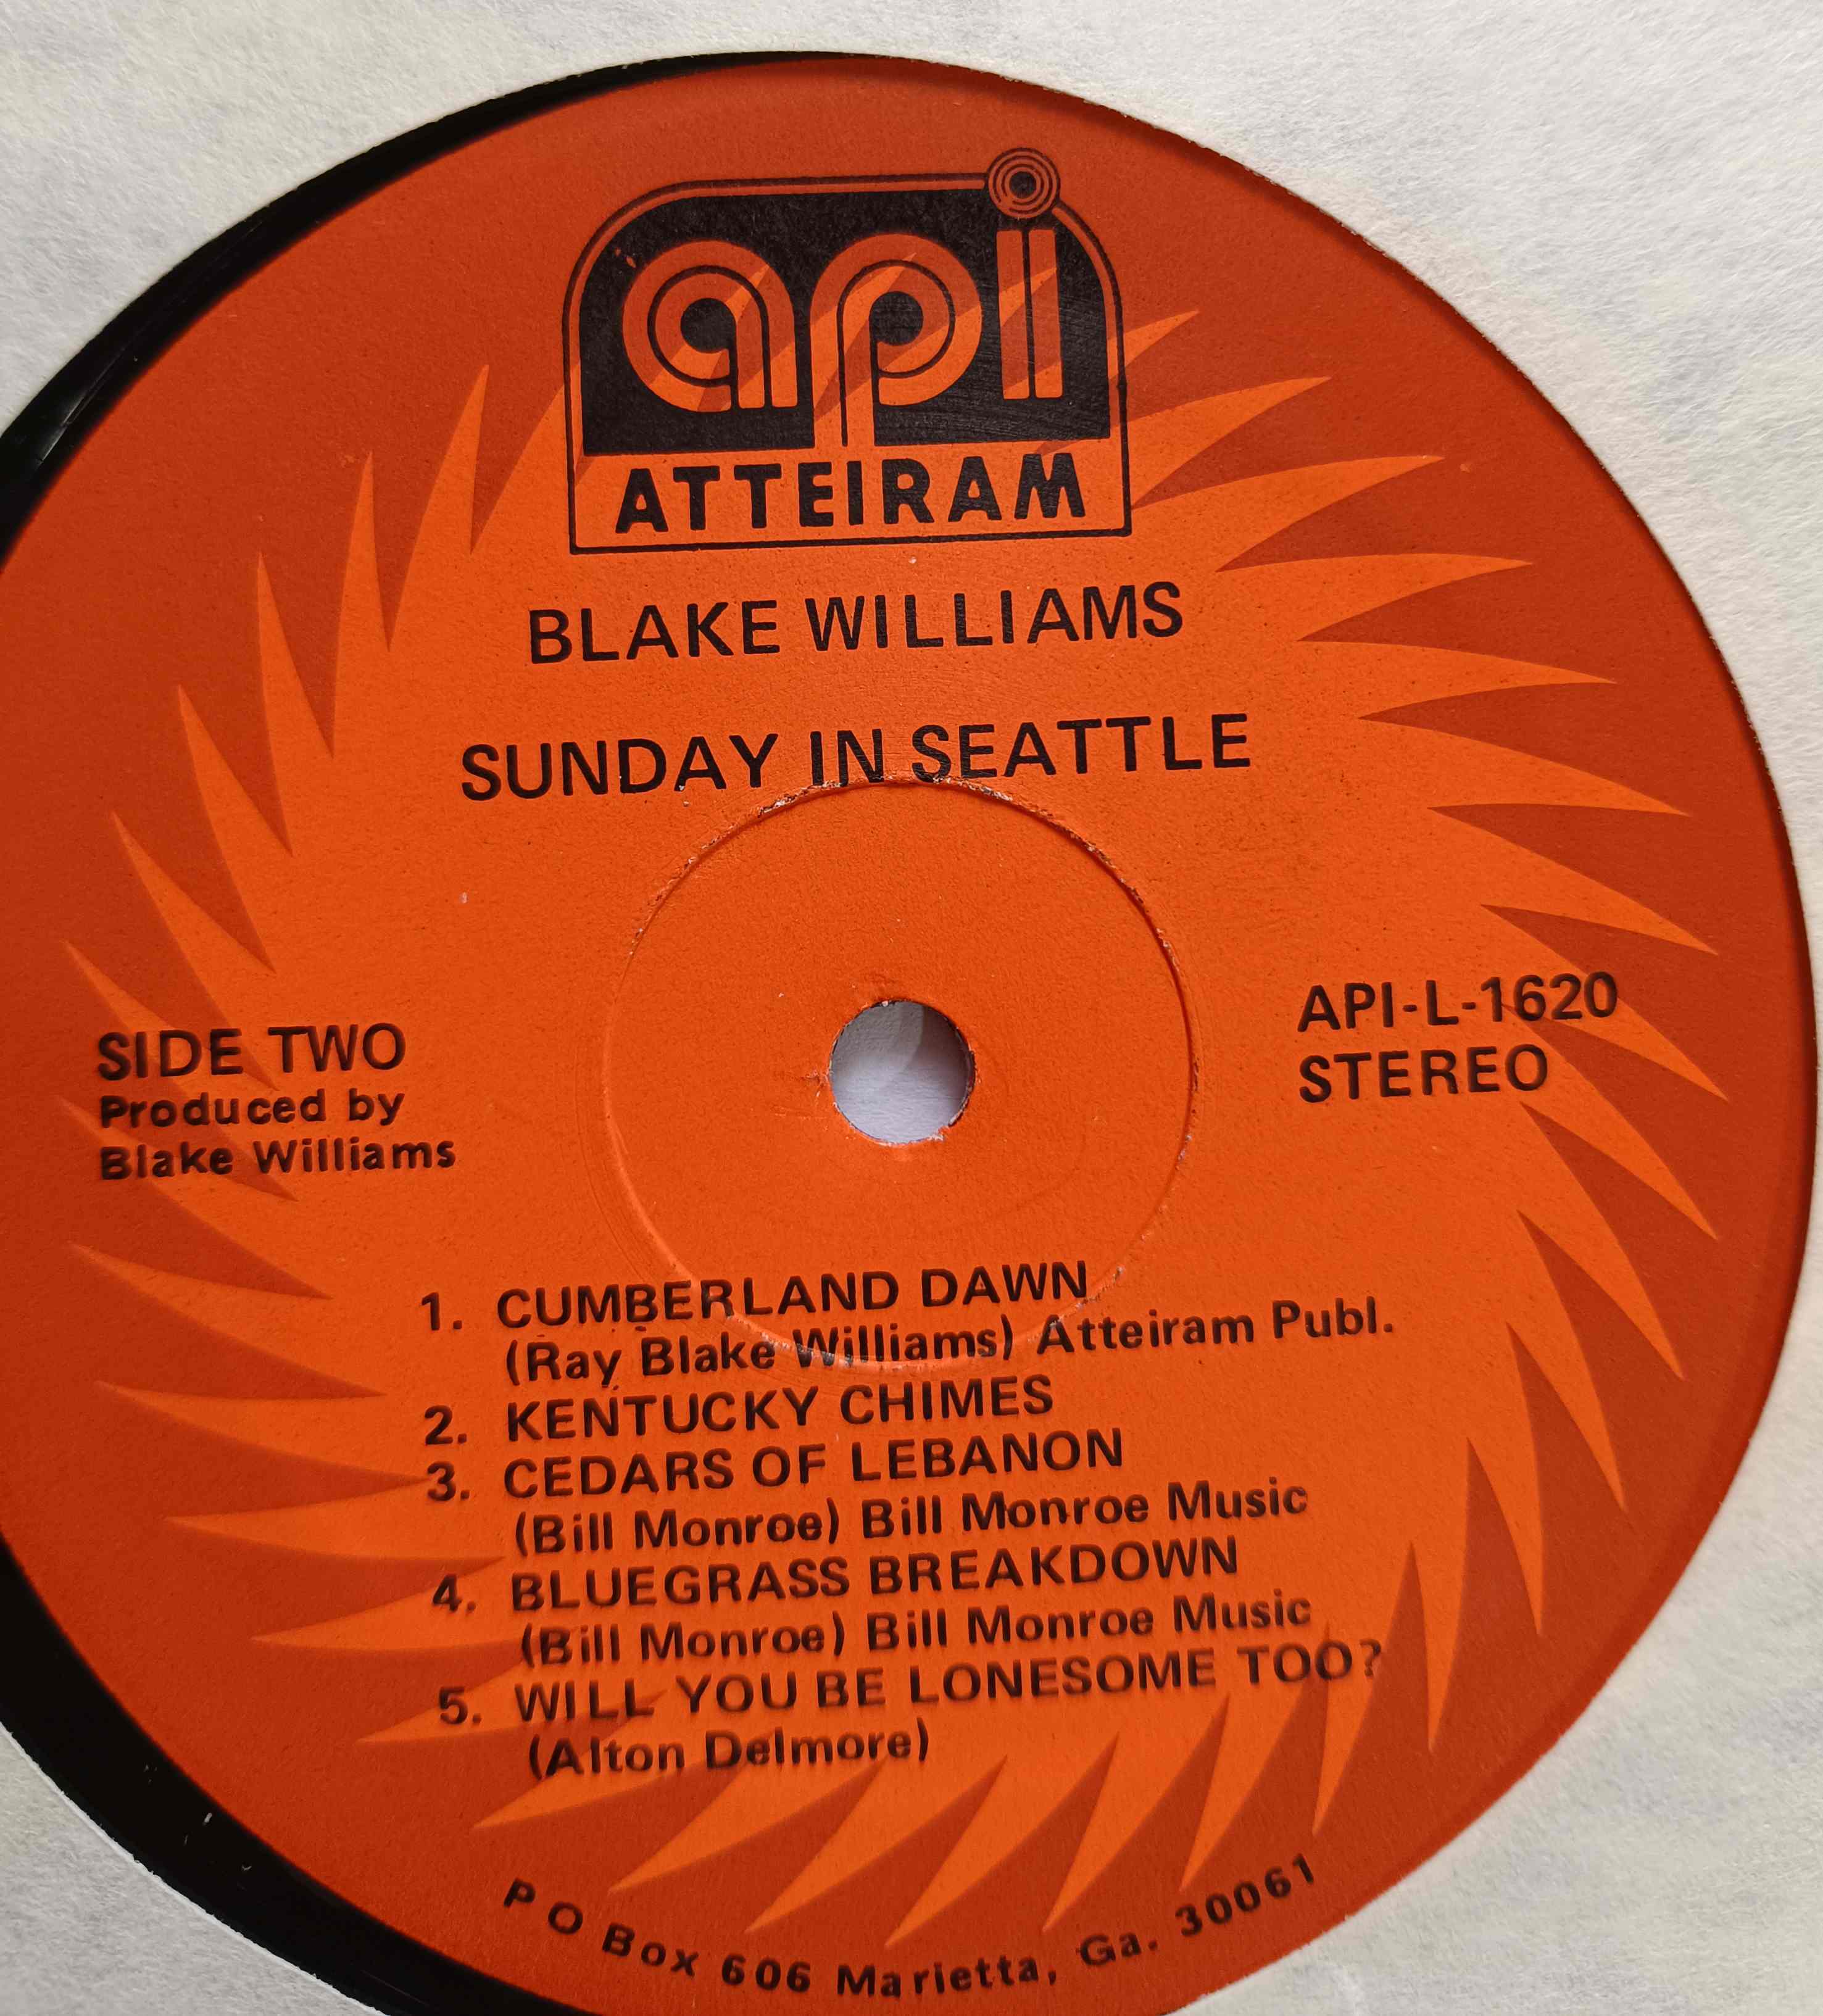 api
ATTEIRAM
BLAKE WILLIAMS
SUNDAY IN SEATTLE
SIDE TWO
Produced by
Blake Williams
API-L-1620
STEREO
1. CUMBERLAND DAWN
(Ray Blake Williams) Atteiram Publ.
2. KENTUCKY CHIMES
3. CEDARS OF LEBANON
(Bill Monroe) Bill Monroe Music
4. BLUEGRASS BREAKDOWN
(Bill Monroe) Bill Monroe Music
5. WILL YOU BE LONESOME TOO?
(Alton Delmore)
P O Box 606 Marietta, Ga. 30061